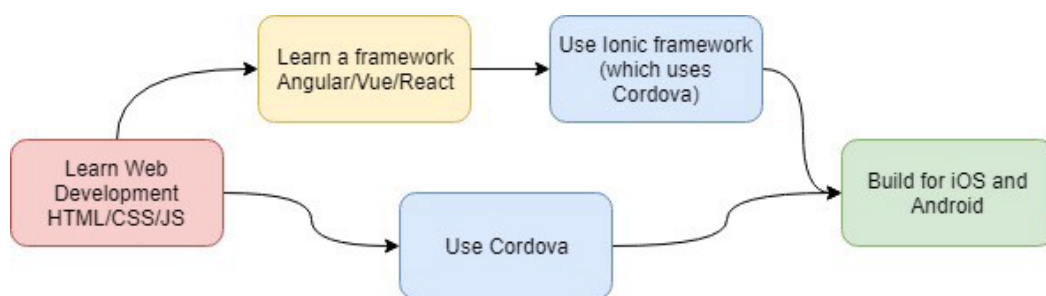 Learn a framework
Angular/Vue/React
Use Ionic framework
(which uses
Cordova)
Learn Web
Development
HTML/CSS/JS
Use Cordova
Build for iOS and
Android